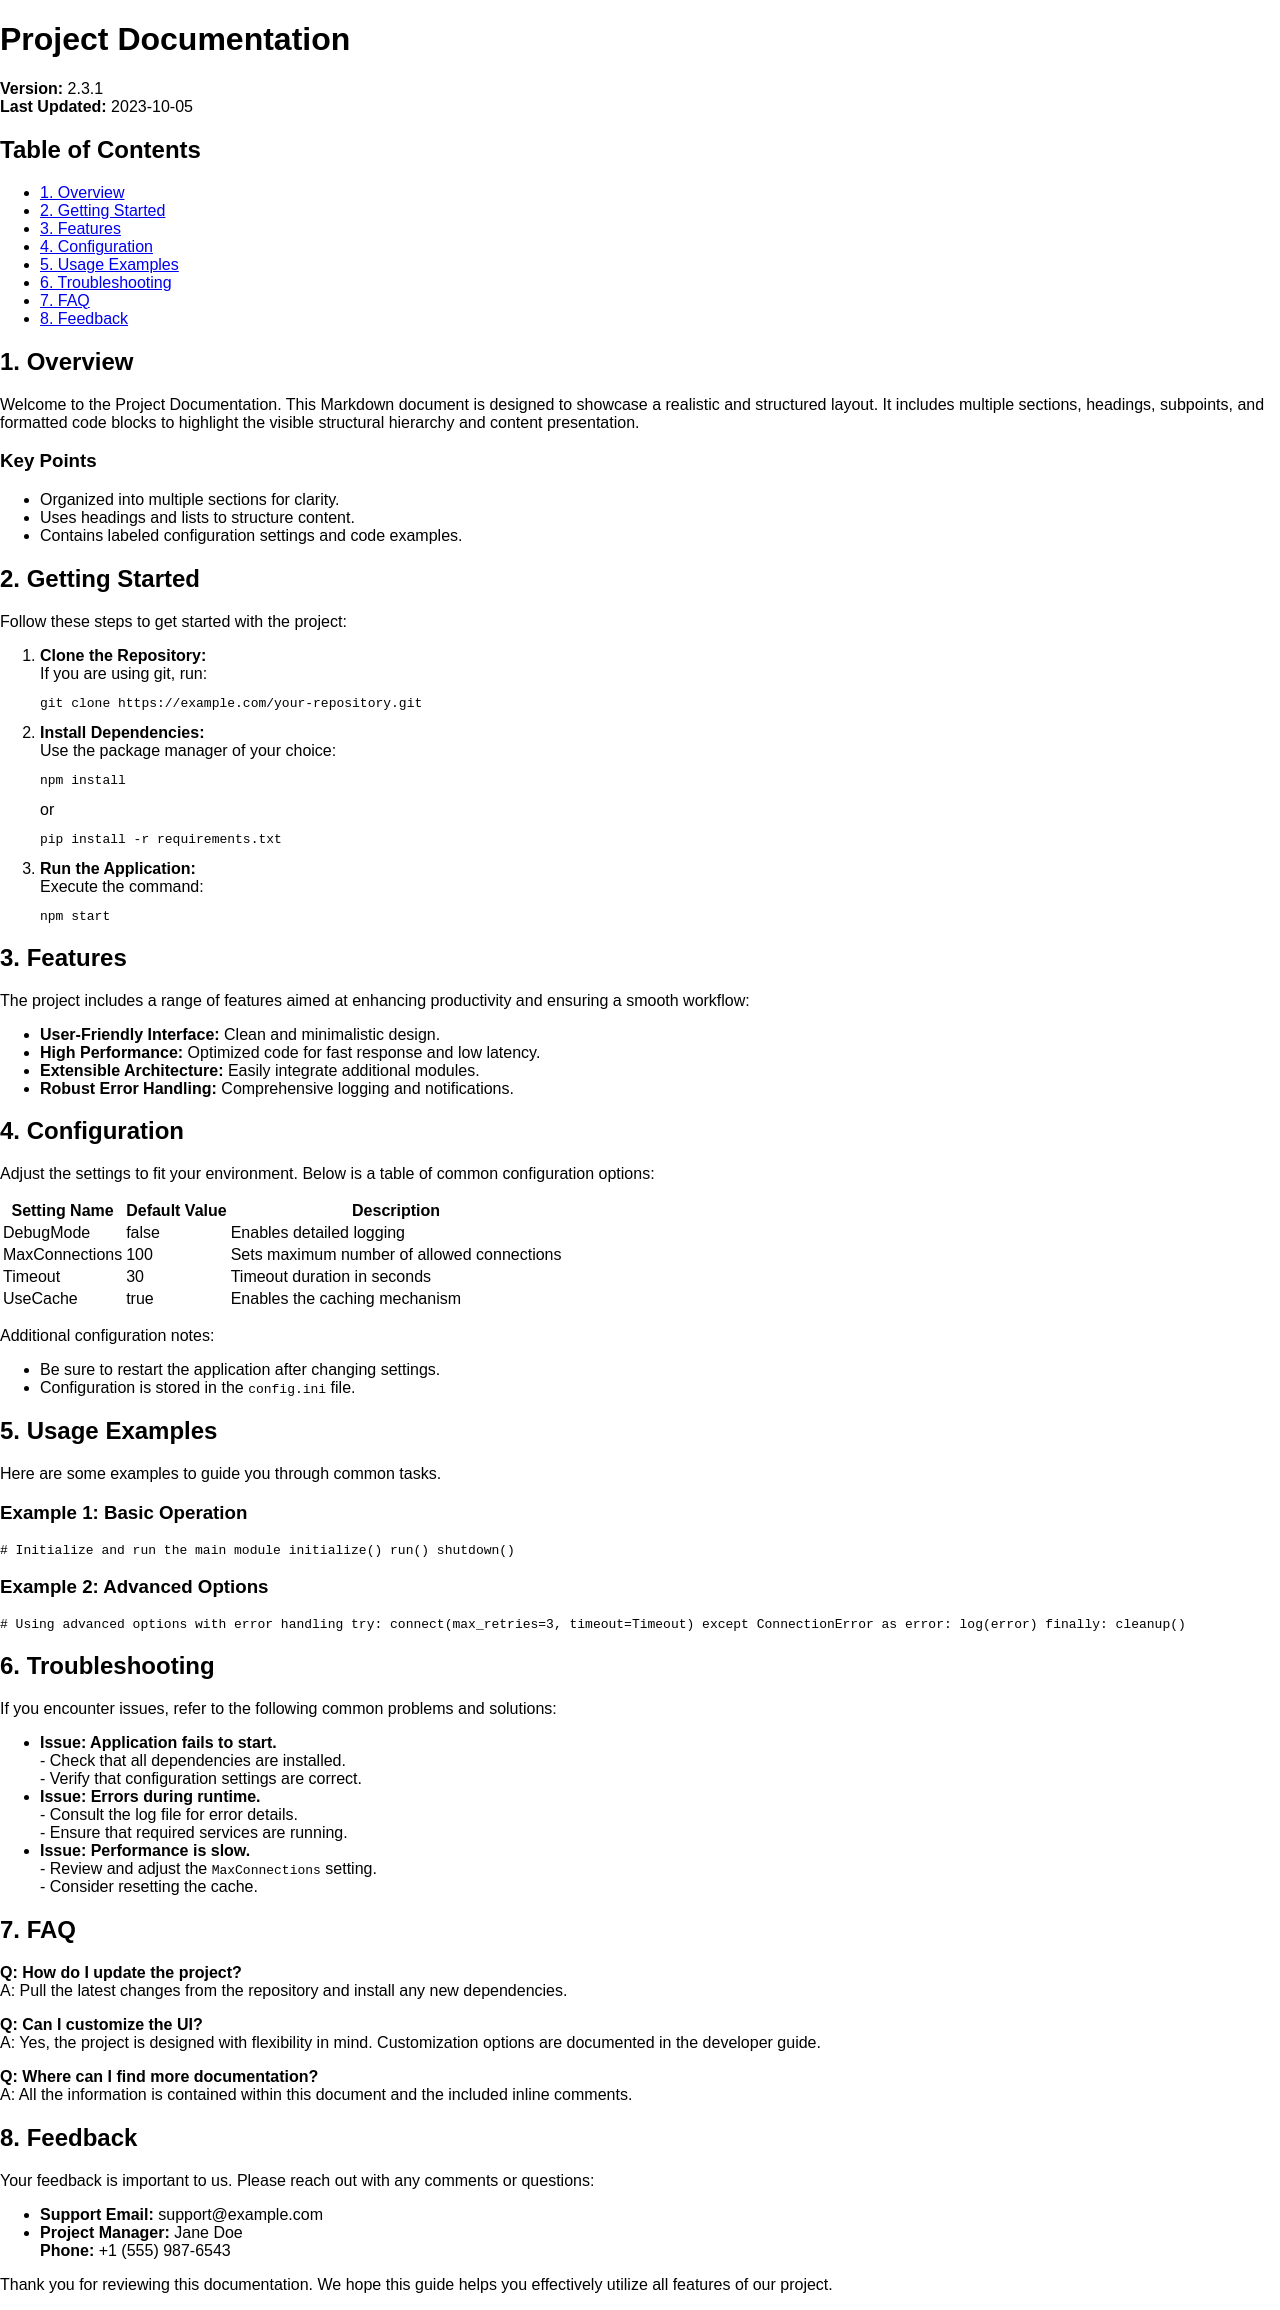 Project Documentation
Version: 2.3.1
Last Updated: 2023-10-05
Table of Contents
1. Overview
2. Getting Started
3. Features
4. Configuration
5. Usage Examples
6. Troubleshooting
7. FAQ
8. Feedback
1. Overview
Welcome to the Project Documentation. This Markdown document is designed to showcase a realistic and structured layout. It includes multiple sections, headings, subpoints, and
formatted code blocks to highlight the visible structural hierarchy and content presentation.
Key Points
Organized into multiple sections for clarity.
Uses headings and lists to structure content.
Contains labeled configuration settings and code examples.
2. Getting Started
Follow these steps to get started with the project:
1. Clone the Repository:
If you are using git, run:
git clone https://example.com/your-repository.git
2. Install Dependencies:
Use the package manager of your choice:
npm install
or
pip install -r requirements.txt
3. Run the Application:
Execute the command:
npm start
3. Features
The project includes a range of features aimed at enhancing productivity and ensuring a smooth workflow:
User-Friendly Interface: Clean and minimalistic design.
High Performance: Optimized code for fast response and low latency.
Extensible Architecture: Easily integrate additional modules.
Robust Error Handling: Comprehensive logging and notifications.
4. Configuration
Adjust the settings to fit your environment. Below is a table of common configuration options:
Setting Name Default Value Description
DebugMode false Enables detailed logging
MaxConnections 100 Sets maximum number of allowed connections
Timeout 30 Timeout duration in seconds
UseCache true Enables the caching mechanism
Additional configuration notes:
Be sure to restart the application after changing settings.
Configuration is stored in the config.ini file.
5. Usage Examples
Here are some examples to guide you through common tasks.
Example 1: Basic Operation
# Initialize and run the main module initialize() run() shutdown()
Example 2: Advanced Options
# Using advanced options with error handling try: connect(max_retries=3, timeout=Timeout) except ConnectionError as error: log(error) finally: cleanup()
6. Troubleshooting
If you encounter issues, refer to the following common problems and solutions:
Issue: Application fails to start.
- Check that all dependencies are installed.
- Verify that configuration settings are correct.
Issue: Errors during runtime.
- Consult the log file for error details.
- Ensure that required services are running.
Issue: Performance is slow.
- Review and adjust the MaxConnections setting.
- Consider resetting the cache.
7. FAQ
Q: How do I update the project?
A: Pull the latest changes from the repository and install any new dependencies.
Q: Can I customize the UI?
A: Yes, the project is designed with flexibility in mind. Customization options are documented in the developer guide.
Q: Where can I find more documentation?
A: All the information is contained within this document and the included inline comments.
8. Feedback
Your feedback is important to us. Please reach out with any comments or questions:
Support Email: support@example.com
Project Manager: Jane Doe
Phone: +1 (555) 987-6543
Thank you for reviewing this documentation. We hope this guide helps you effectively utilize all features of our project.